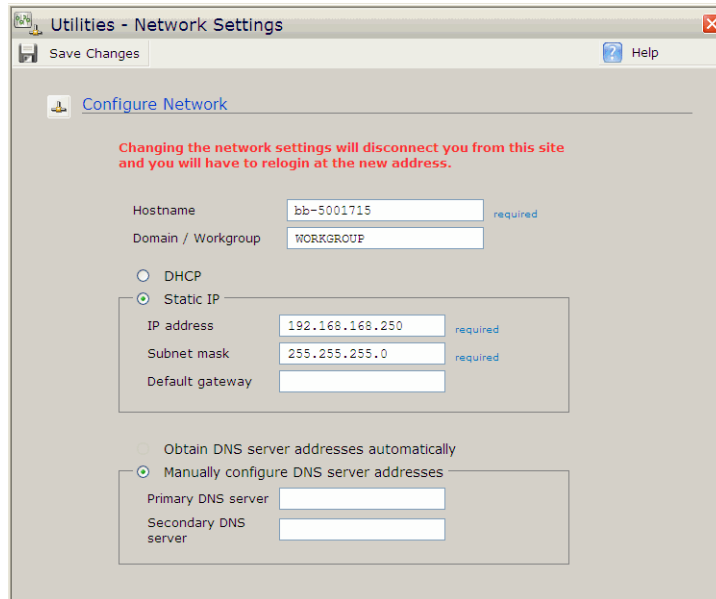 Utilities - Network Settings
Save Changes
Help
Configure Network
Changing the network settings will disconnect you from this site
and you will have to relogin at the new address.
Hostname bb-5001715 required
Domain / Workgroup WORKGROUP
DHCP
Static IP
IP address 192.168.168.250 required
Subnet mask 255.255.255.0 required
Default gateway
Obtain DNS server addresses automatically
Manually configure DNS server addresses
Primary DNS server
Secondary DNS
server